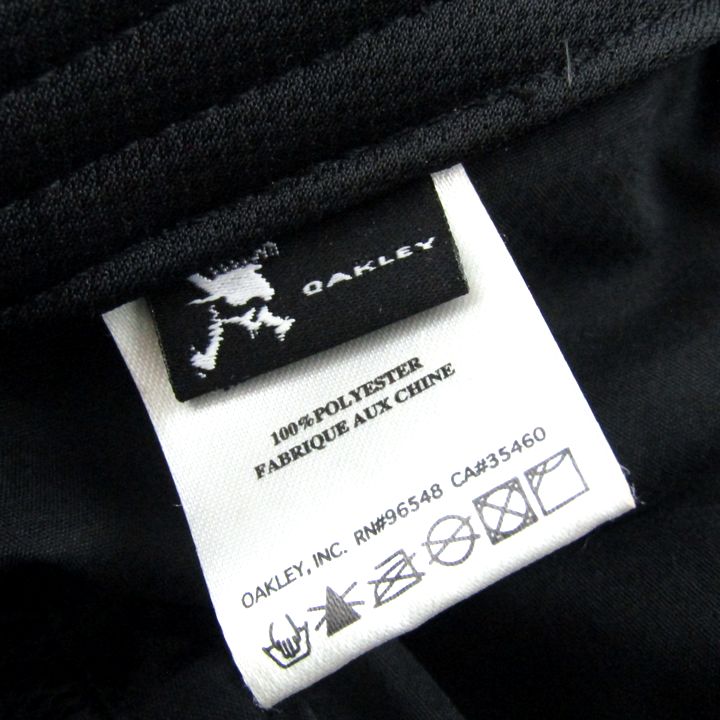 OAKLEY
100%POLYESTER
FABRIQUE AUX CHINE
OAKLEY, INC. RN#96548 CA#35460